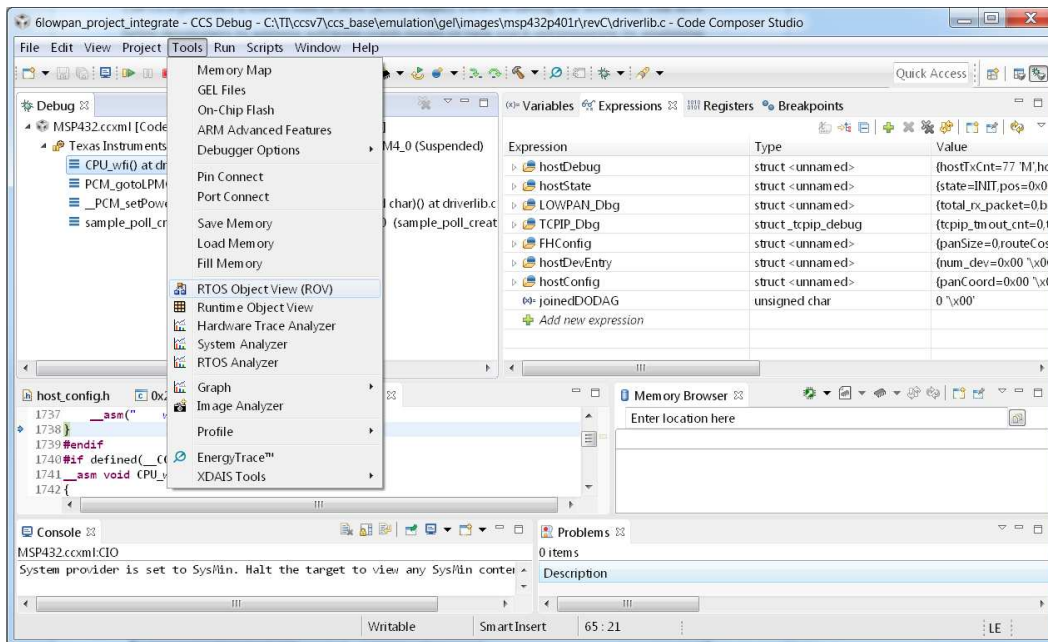 6lowpan_project_integrate - CCS Debug - C:\TI\ccsv7\ccs_base\emulation\gel\images\msp432p401r\revC\driverlib.c - Code Composer Studio
File Edit View Project Tools Run Scripts Window Help
Quick Access
Debug
MSP432.ccxml [Code
Texas Instruments
M4_0 (Suspended)
CPU_wfi() at dr
PCM_gotoLPM
__PCM_setPowe
char)() at driverlib.c
sample_poll_cr
(sample_poll_creat
Memory Map
GEL Files
On-Chip Flash
ARM Advanced Features
Debugger Options
Pin Connect
Port Connect
Save Memory
Load Memory
Fill Memory
RTOS Object View (ROV)
Runtime Object View
Hardware Trace Analyzer
System Analyzer
RTOS Analyzer
Graph
Image Analyzer
Profile
EnergyTrace™
XDAIS Tools
(x)= Variables Expressions Registers Breakpoints
Expression Type Value
hostDebug struct <unnamed> {hostTxCnt=77 'M',ho
hostState struct <unnamed> {state=INIT,pos=0x0
LOWPAN_Dbg struct <unnamed> {total_rx_packet=0,b
TCPIP_Dbg struct _tcpip_debug {tcpip_tmout_cnt=0,t
FHConfig struct <unnamed> {panSize=0,routeCos
hostDevEntry struct <unnamed> {num_dev=0x00 '\x0
hostConfig struct <unnamed> {panCoord=0x00 '\x
(x)= joinedDODAG unsigned char 0 '\x00'
Add new expression
host_config.h
1737 __asm("
1738 }
1739 #endif
1740 #if defined(__C
1741 __asm void CPU_w
1742 {
Memory Browser
Enter location here
Console
MSP432.ccxml:CIO
System provider is set to SysMin. Halt the target to view any SysMin conten
Problems
0 items
Description
Writable Smart Insert 65 : 21 LE